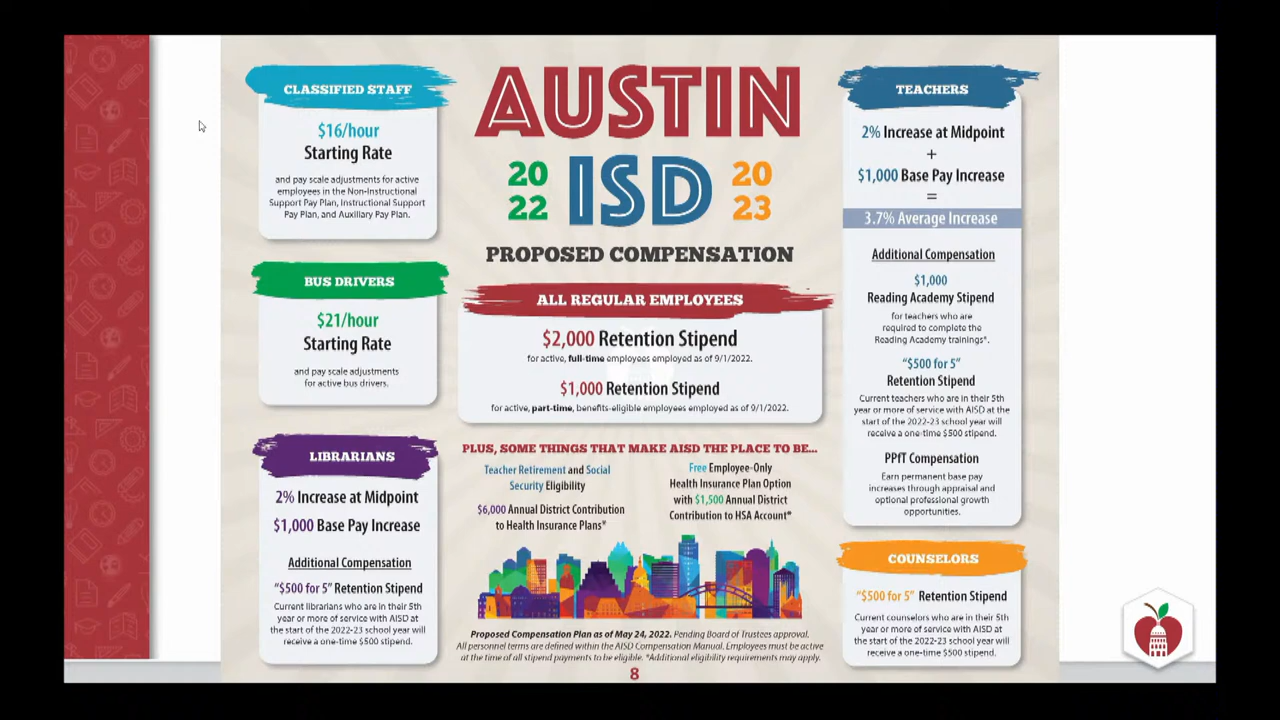 AUSTIN
20 ISD 20
22 23
PROPOSED COMPENSATION
CLASSIFIED STAFF
$16/hour
Starting Rate
and pay scale adjustments for active
employees in the Non-Instructional
Support Pay Plan, Instructional Support
Pay Plan, and Auxiliary Pay Plan.
BUS DRIVERS
$21/hour
Starting Rate
and pay scale adjustments
for active bus drivers.
LIBRARIANS
2% Increase at Midpoint
$1,000 Base Pay Increase
Additional Compensation
"$500 for 5" Retention Stipend
Current librarians who are in their 5th
year or more of service with AISD at
the start of the 2022-23 school year will
receive a one-time $500 stipend.
ALL REGULAR EMPLOYEES
$2,000 Retention Stipend
for active, full-time employees employed as of 9/1/2022.
$1,000 Retention Stipend
for active, part-time, benefits-eligible employees employed as of 9/1/2022.
PLUS, SOME THINGS THAT MAKE AISD THE PLACE TO BE...
Teacher Retirement and Social
Security Eligibility
$6,000 Annual District Contribution
to Health Insurance Plans*
Free Employee-Only
Health Insurance Plan Option
with $1,500 Annual District
Contribution to HSA Account*
Proposed Compensation Plan as of May 24, 2022. Pending Board of Trustees approval.
All personnel terms are defined within the AISD Compensation Manual. Employees must be active
at the time of all stipend payments to be eligible. *Additional eligibility requirements may apply.
8
TEACHERS
2% Increase at Midpoint
+
$1,000 Base Pay Increase
=
3.7% Average Increase
Additional Compensation
$1,000
Reading Academy Stipend
for teachers who are
required to complete the
Reading Academy trainings*.
"$500 for 5"
Retention Stipend
Current teachers who are in their 5th
year or more of service with AISD at the
start of the 2022-23 school year will
receive a one-time $500 stipend.
PPfT Compensation
Earn permanent base pay
increases through appraisal and
optional professional growth
opportunities.
COUNSELORS
"$500 for 5" Retention Stipend
Current counselors who are in their 5th
year or more of service with AISD at
the start of the 2022-23 school year will
receive a one-time $500 stipend.